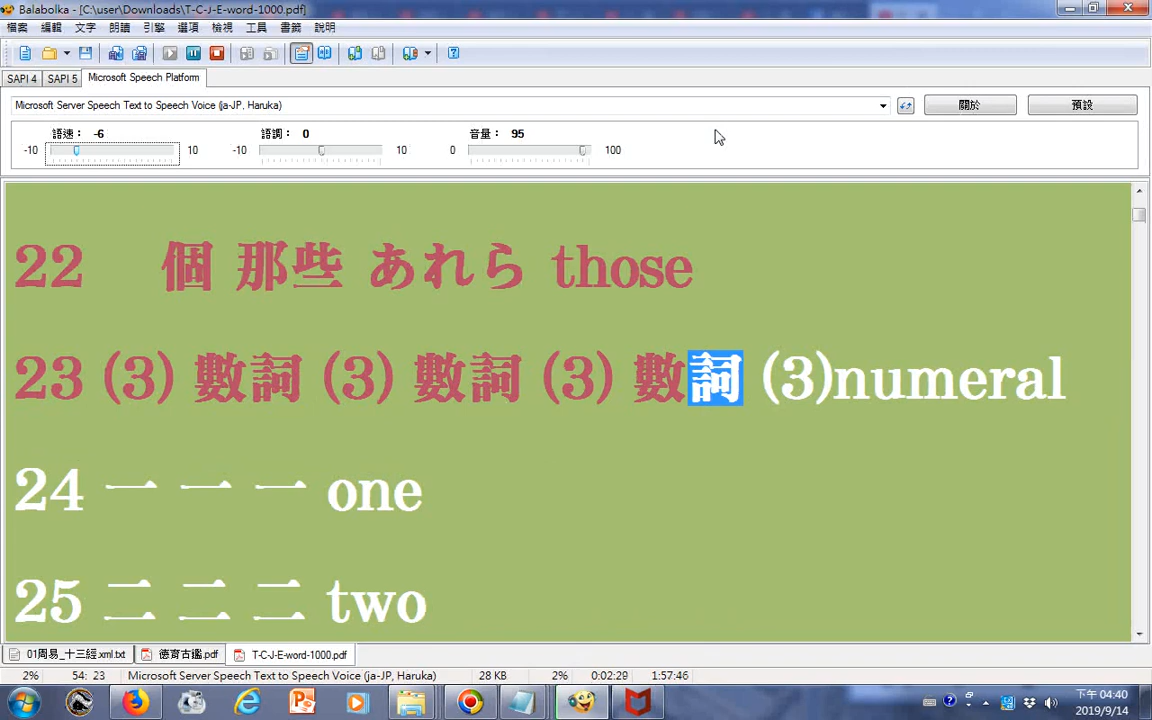 Balabolka - [C:\user\Downloads\T-C-J-E-word-1000.pdf]
檔案 編輯 文字 朗讀 引擎 選項 檢視 工具 書籤 說明
SAPI 4 SAPI 5 Microsoft Speech Platform
Microsoft Server Speech Text to Speech Voice (ja-JP, Haruka) 關於 預設
語速： -6 語調： 0 音量： 95
-10 10 -10 10 0 100
22 個 那些 あれら those
23 (3) 數詞 (3) 數詞 (3) 數詞 (3)numeral
24 一 一 一 one
25 二 二 二 two
01周易_十三經.xml.txt 德育古鑑.pdf T-C-J-E-word-1000.pdf
2% 54: 23 Microsoft Server Speech Text to Speech Voice (ja-JP, Haruka) 28 KB 2% 0:02:29 1:57:46
下午 04:40
2019/9/14